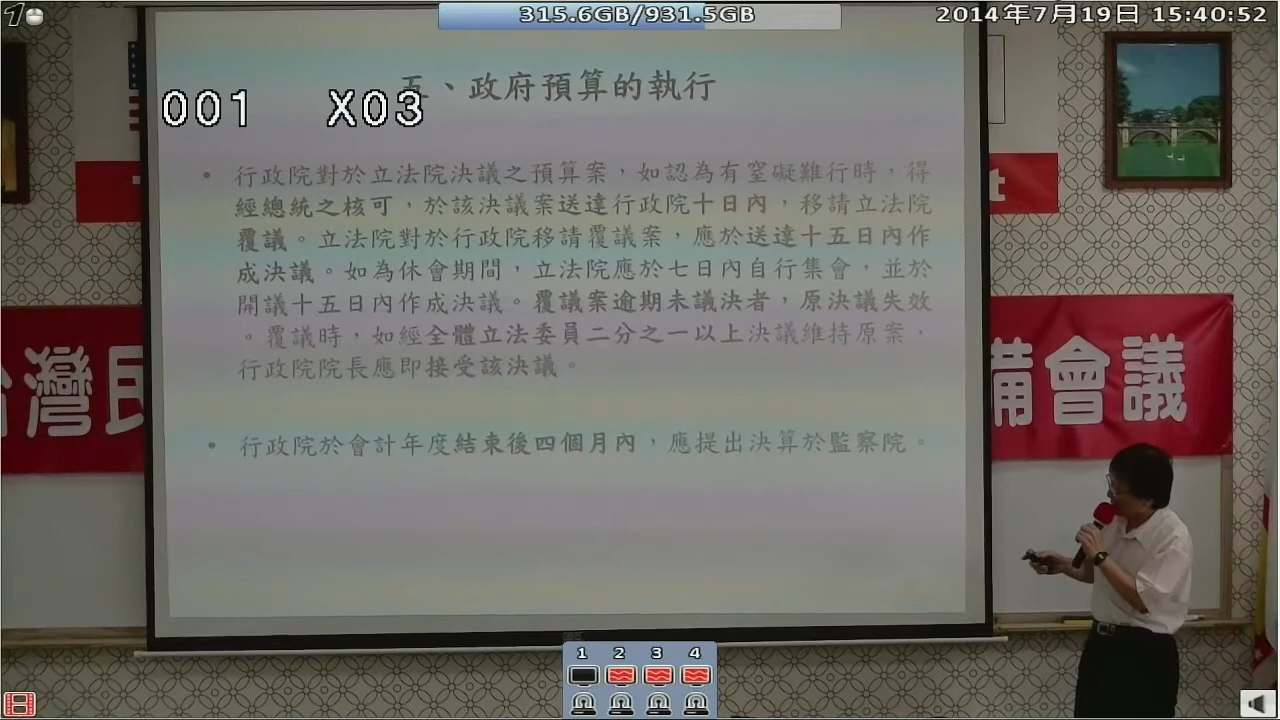 315.6GB/931.5GB
2014年7月19日 15:40:52
001 X03
五、政府預算的執行
• 行政院對於立法院決議之預算案，如認為有窒礙難行時，得
經總統之核可，於該決議案送達行政院十日內，移請立法院
覆議。立法院對於行政院移請覆議案，應於送達十五日內作
成決議。如為休會期間，立法院應於七日內自行集會，並於
開議十五日內作成決議。覆議案逾期未議決者，原決議失效
。覆議時，如經全體立法委員二分之一以上決議維持原案，
行政院院長應即接受該決議。
• 行政院於會計年度結束後四個月內，應提出決算於監察院。
t
台灣民
備會議
1 2 3 4